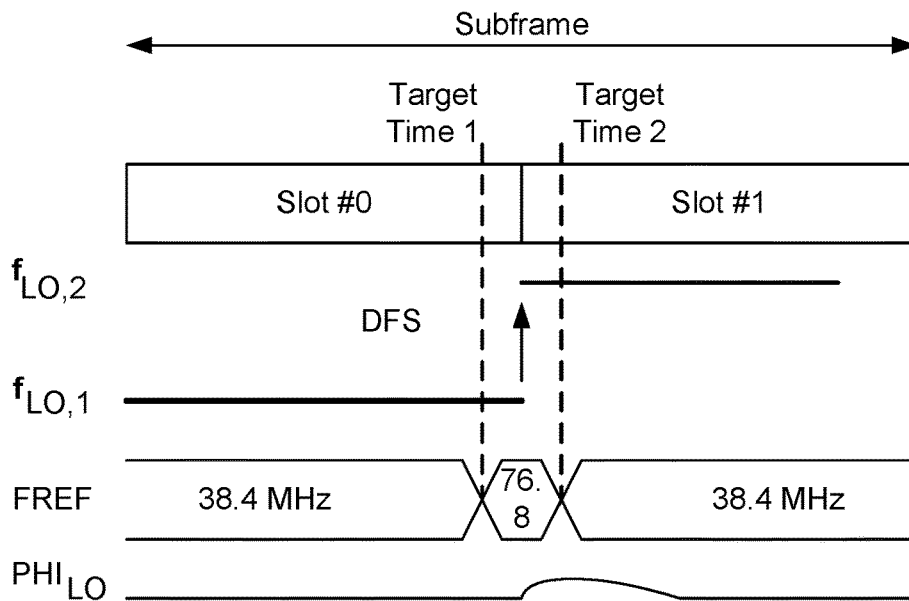 Subframe
Target
Time 1
Target
Time 2
Slot #0
Slot #1
fLO,2
DFS
fLO,1
FREF
38.4 MHz
76.
8
38.4 MHz
PHILO